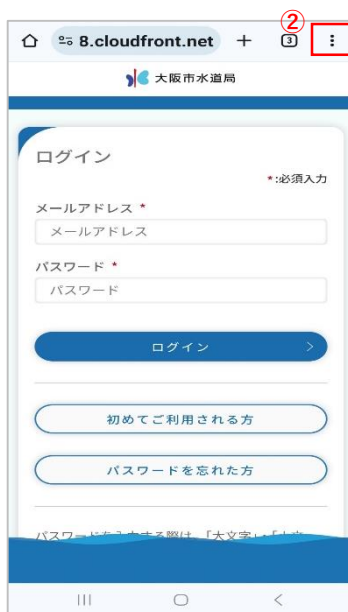 ②
8.cloudfront.net
3
大阪市水道局
ログイン
*:必須入力
メールアドレス *
メールアドレス
パスワード *
パスワード
ログイン
初めてご利用される方
パスワードを忘れた方